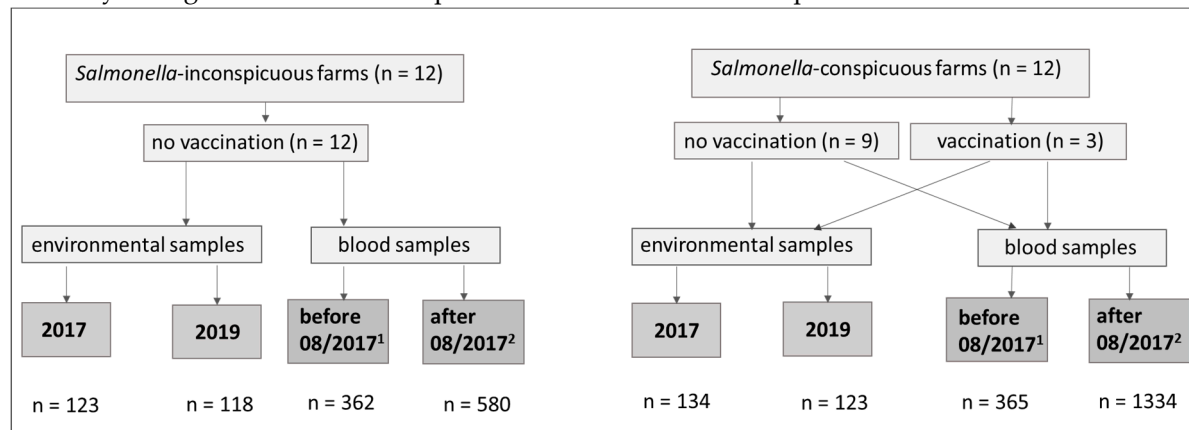 Salmonella-inconspicuous farms (n = 12)
no vaccination (n = 12)
environmental samples
blood samples
2017
2019
before
08/2017¹
after
08/2017²
n = 123
n = 118
n = 362
n = 580
Salmonella-conspicuous farms (n = 12)
no vaccination (n = 9)
vaccination (n = 3)
environmental samples
blood samples
2017
2019
before
08/2017¹
after
08/2017²
n = 134
n = 123
n = 365
n = 1334